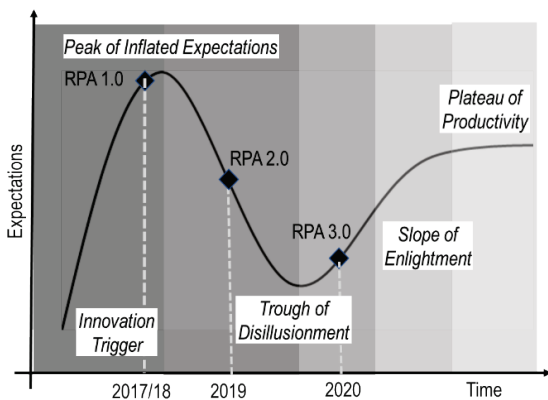 Peak of Inflated Expectations
RPA 1.0
Plateau of
Productivity
RPA 2.0
RPA 3.0
Slope of
Enlightment
Expectations
Innovation
Trigger
Trough of
Disillusionment
2017/18
2019
2020
Time